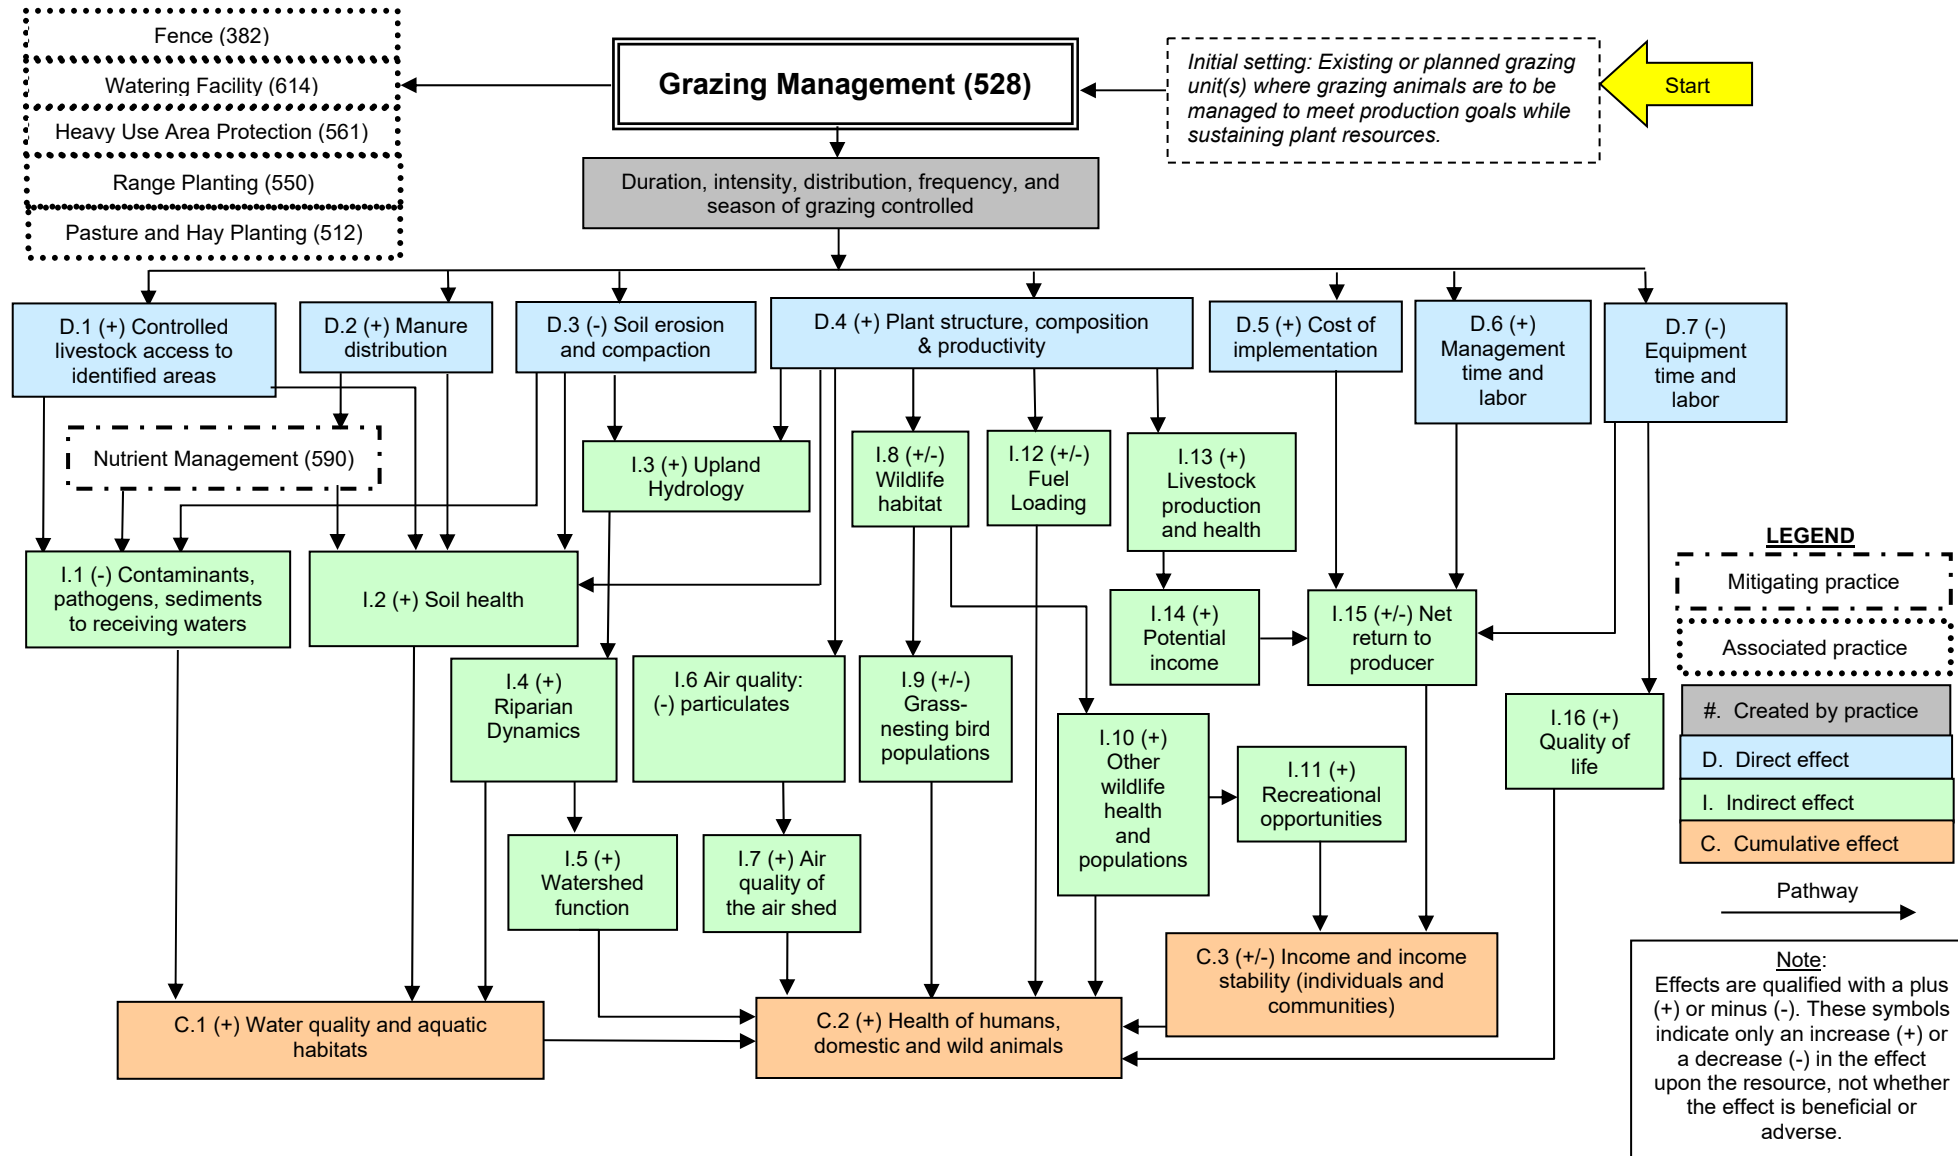 Fence (382)
Watering Facility (614)
Heavy Use Area Protection (561)
Range Planting (550)
Pasture and Hay Planting (512)
Grazing Management (528)
Initial setting: Existing or planned grazing
unit(s) where grazing animals are to be
managed to meet production goals while
sustaining plant resources.
Start
Duration, intensity, distribution, frequency, and
season of grazing controlled
D.1 (+) Controlled
livestock access to
identified areas
D.2 (+) Manure
distribution
D.3 (-) Soil erosion
and compaction
D.4 (+) Plant structure, composition
& productivity
D.5 (+) Cost of
implementation
D.6 (+)
Management
time and
labor
D.7 (-)
Equipment
time and
labor
Nutrient Management (590)
I.3 (+) Upland
Hydrology
I.8 (+/-)
Wildlife
habitat
I.12 (+/-)
Fuel
Loading
I.13 (+)
Livestock
production
and health
I.1 (-) Contaminants,
pathogens, sediments
to receiving waters
I.2 (+) Soil health
I.14 (+)
Potential
income
I.15 (+/-) Net
return to
producer
I.4 (+)
Riparian
Dynamics
I.6 Air quality:
(-) particulates
I.9 (+/-)
Grass-
nesting bird
populations
I.10 (+)
Other
wildlife
health
and
populations
I.11 (+)
Recreational
opportunities
I.16 (+)
Quality of
life
I.5 (+)
Watershed
function
I.7 (+) Air
quality of
the air shed
C.3 (+/-) Income and income
stability (individuals and
communities)
C.1 (+) Water quality and aquatic
habitats
C.2 (+) Health of humans,
domestic and wild animals
LEGEND
Mitigating practice
Associated practice
#. Created by practice
D. Direct effect
I. Indirect effect
C. Cumulative effect
Pathway
Note:
Effects are qualified with a plus
(+) or minus (-). These symbols
indicate only an increase (+) or
a decrease (-) in the effect
upon the resource, not whether
the effect is beneficial or
adverse.